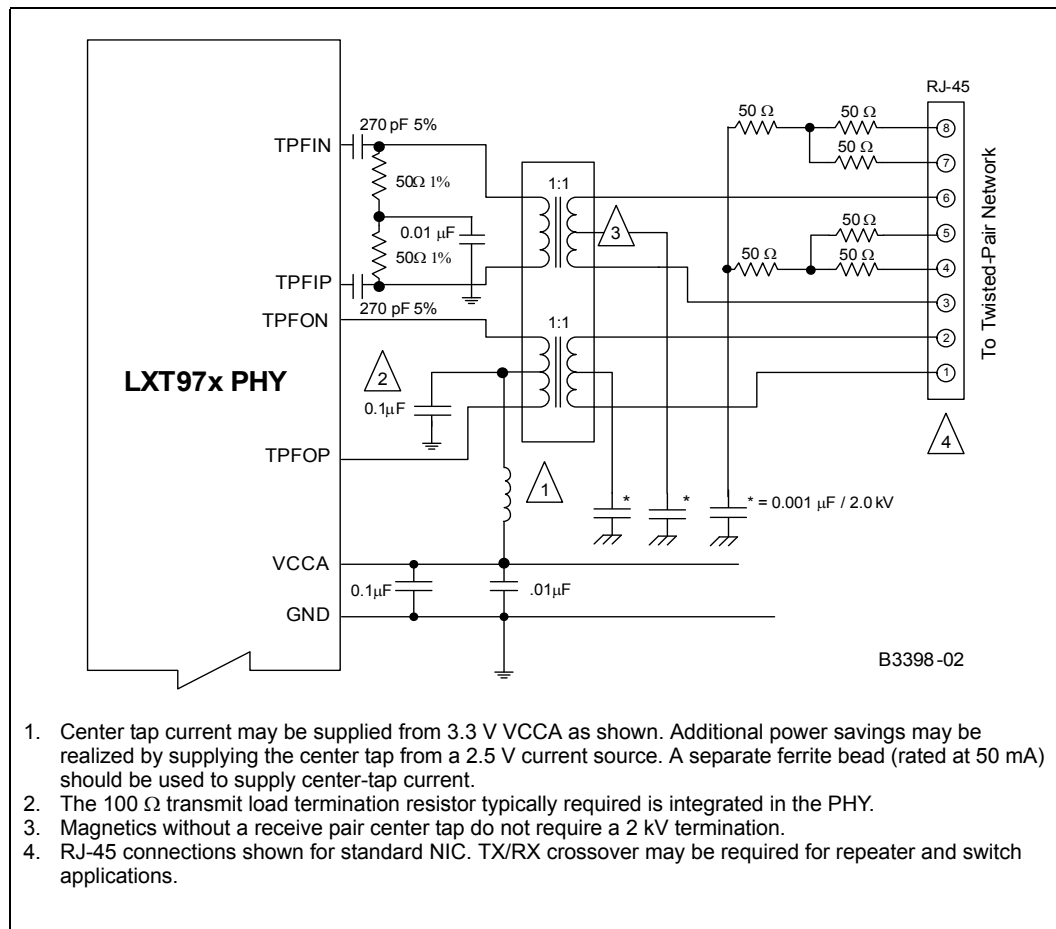 RJ-45
50 Ω
50 Ω
8
TPFIN
270 pF 5%
50 Ω
7
50Ω 1%
1:1
6
3
50 Ω
5
0.01 µF
50Ω 1%
50 Ω
50 Ω
4
TPFIP
270 pF 5%
3
TPFON
1:1
2
LXT97x PHY
2
1
0.1µF
To Twisted-Pair Network
4
TPFOP
1
*
*
* = 0.001 µF / 2.0 kV
VCCA
0.1µF
.01µF
GND
B3398-02
1. Center tap current may be supplied from 3.3 V VCCA as shown. Additional power savings may be
realized by supplying the center tap from a 2.5 V current source. A separate ferrite bead (rated at 50 mA)
should be used to supply center-tap current.
2. The 100 Ω transmit load termination resistor typically required is integrated in the PHY.
3. Magnetics without a receive pair center tap do not require a 2 kV termination.
4. RJ-45 connections shown for standard NIC. TX/RX crossover may be required for repeater and switch
applications.